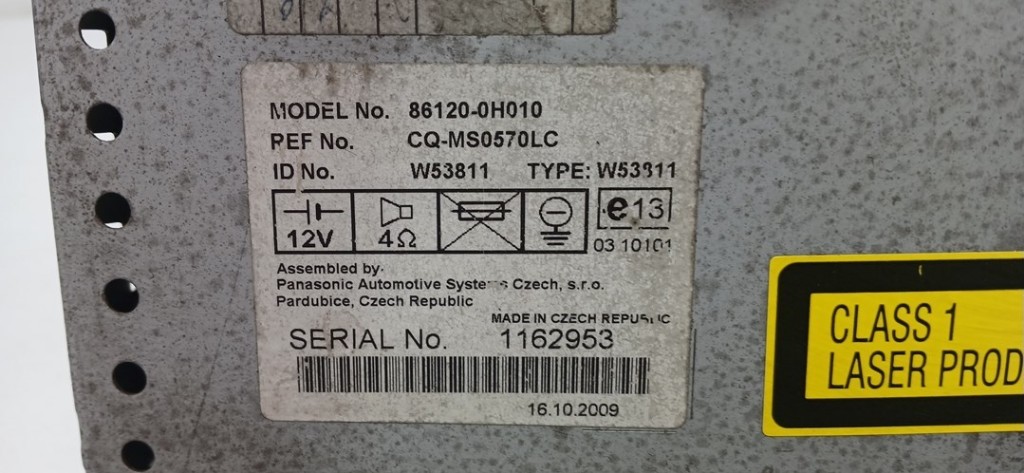 MODEL No. 86120-0H010
REF No. CQ-MS0570LC
ID No. W53811 TYPE: W53811
12V 4Ω e13
03 10101
Assembled by
Panasonic Automotive Systems Czech, s.r.o.
Pardubice, Czech Republic
MADE IN CZECH REPUBLIC
SERIAL No. 1162953
16.10.2009
CLASS 1
LASER PROD